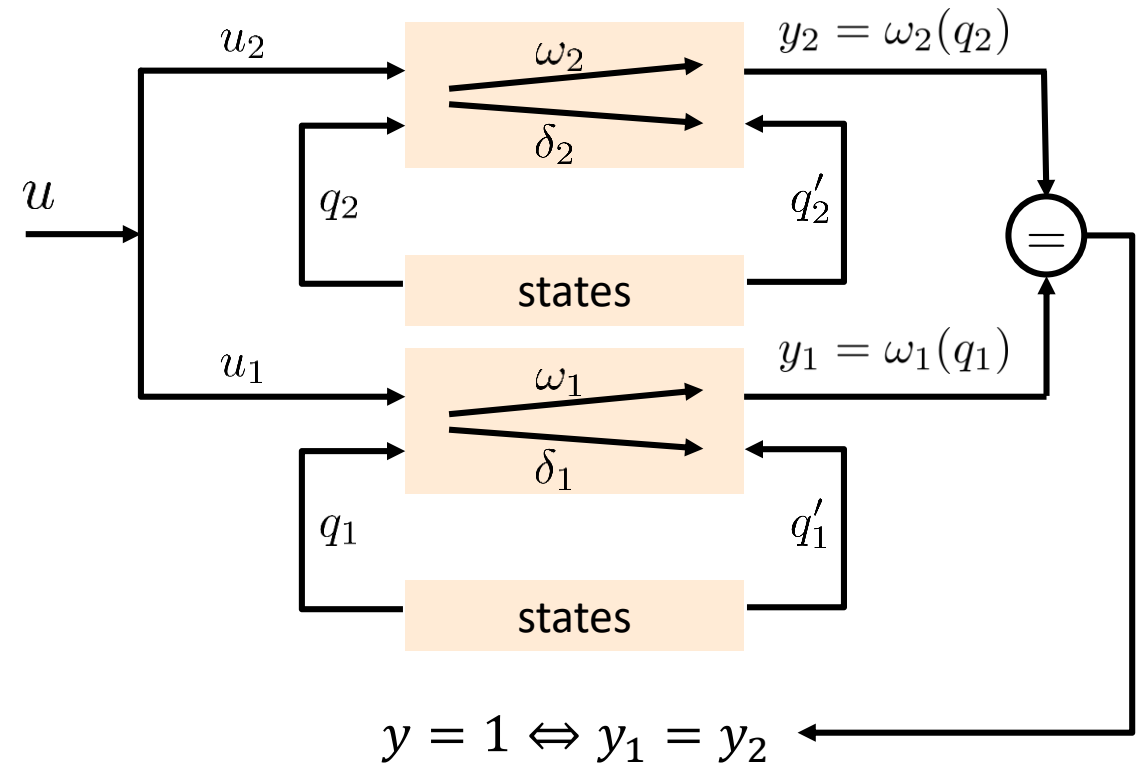 u₂
ω₂
y₂ = ω₂(q₂)
δ₂
u
q₂
q′₂
=
states
u₁
ω₁
y₁ = ω₁(q₁)
δ₁
q₁
q′₁
states
y = 1 ⇔ y₁ = y₂